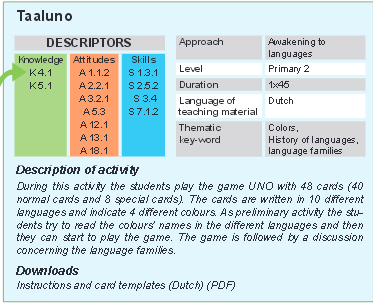 Taaluno
DESCRIPTORS
Knowledge Attitudes Skills
K 4.1 A 1.1.2 S 1.3.1
K 5.1 A 2.2.1 S 2.5.2
A 3.2.1 S 3.4
A 5.3 S 7.1.2
A 12.1
A 13.1
A 18.1
Approach Awakening to
languages
Level Primary 2
Duration 1x45
Language of Dutch
teaching material
Thematic Colors,
key-word History of languages,
language families
Description of activity
During this activity the students play the game UNO with 48 cards (40
normal cards and 8 special cards). The cards are written in 10 different
languages and indicate 4 different colours. As preliminary activity the stu-
dents try to read the colours' names in the different languages and then
they can start to play the game. The game is followed by a discussion
concerning the language families.
Downloads
Instructions and card templates (Dutch) (PDF)